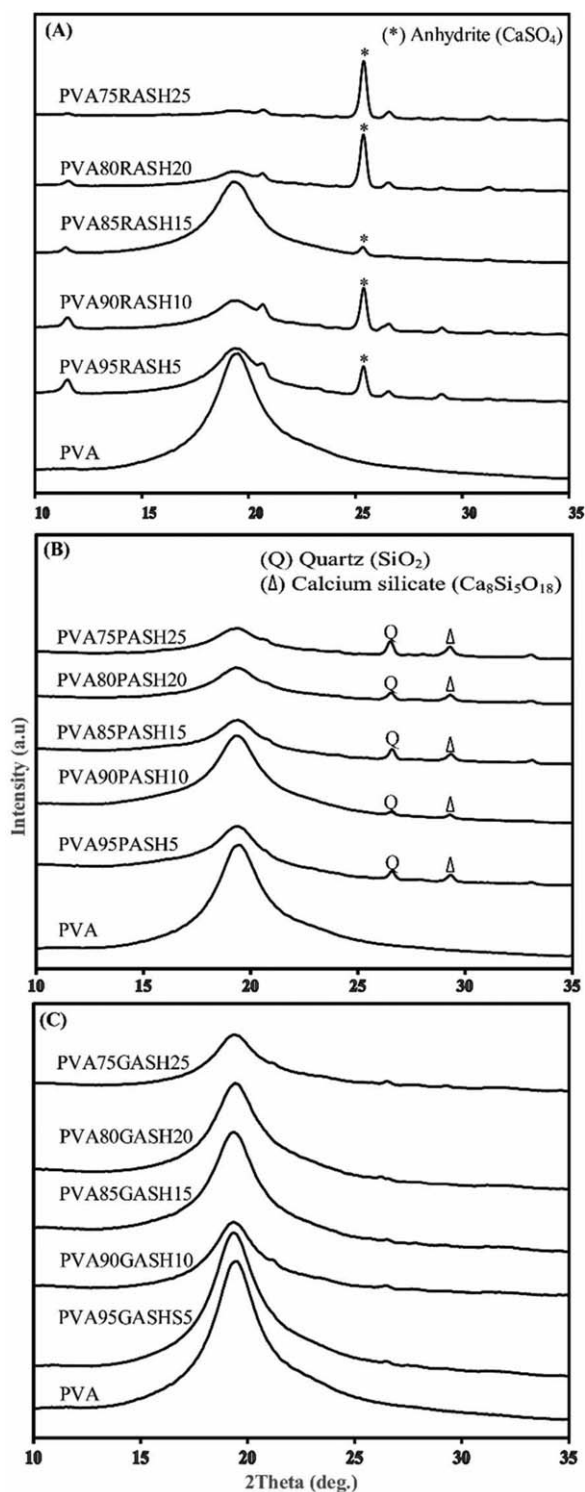 (A)
(*) Anhydrite (CaSO₄)
*
PVA75RASH25
*
PVA80RASH20
PVA85RASH15
*
*
PVA90RASH10
*
PVA95RASH5
PVA
10 15 20 25 30 35
(B)
(Q) Quartz (SiO₂)
(Δ) Calcium silicate (Ca₈Si₅O₁₈)
PVA75PASH25 Q Δ
PVA80PASH20 Q Δ
PVA85PASH15 Q Δ
PVA90PASH10
Q Δ
PVA95PASH5 Q Δ
PVA
10 15 20 25 30 35
Intensity (a.u)
(C)
PVA75GASH25
PVA80GASH20
PVA85GASH15
PVA90GASH10
PVA95GASHS5
PVA
10 15 20 25 30 35
2Theta (deg.)